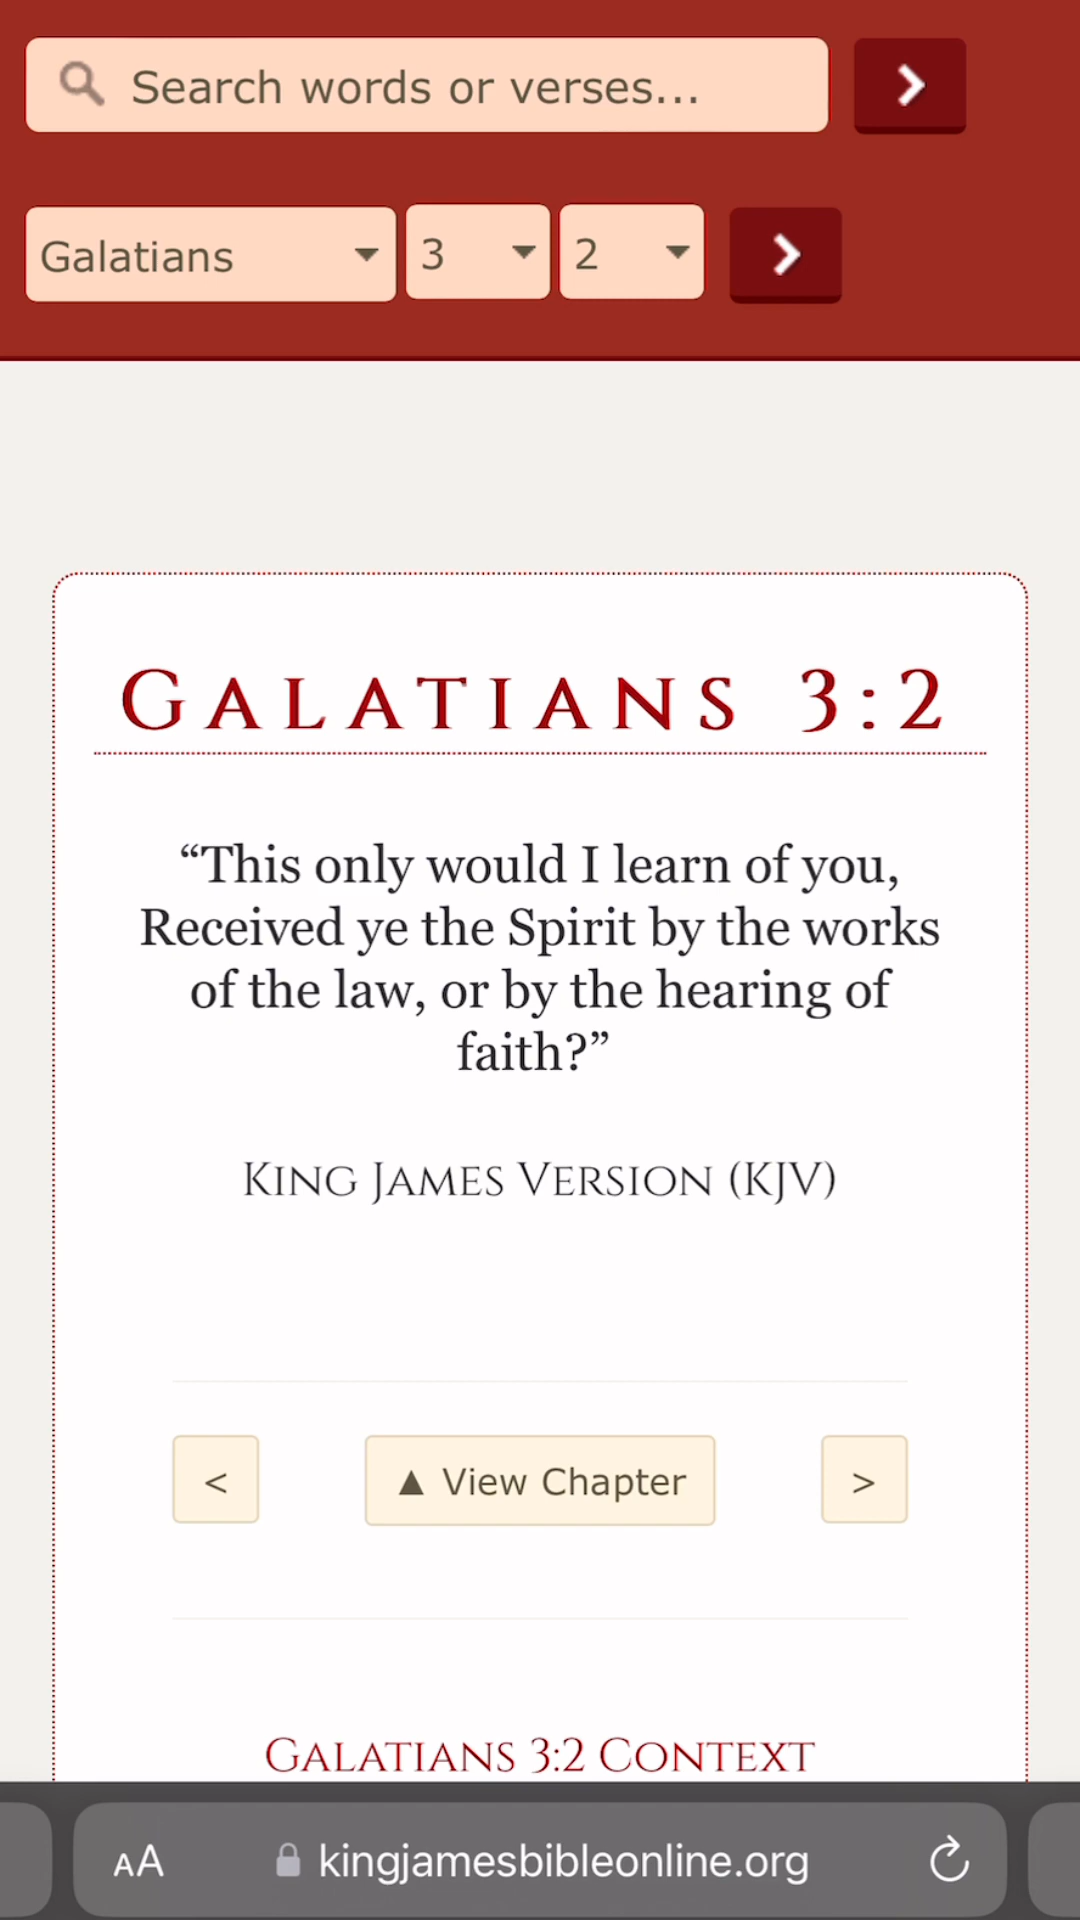 Search words or verses...
Galatians 3 2
GALATIANS 3:2
“This only would I learn of you,
Received ye the Spirit by the works
of the law, or by the hearing of
faith?”
KING JAMES VERSION (KJV)
< ▲ View Chapter >
GALATIANS 3:2 CONTEXT
AA kingjamesbibleonline.org